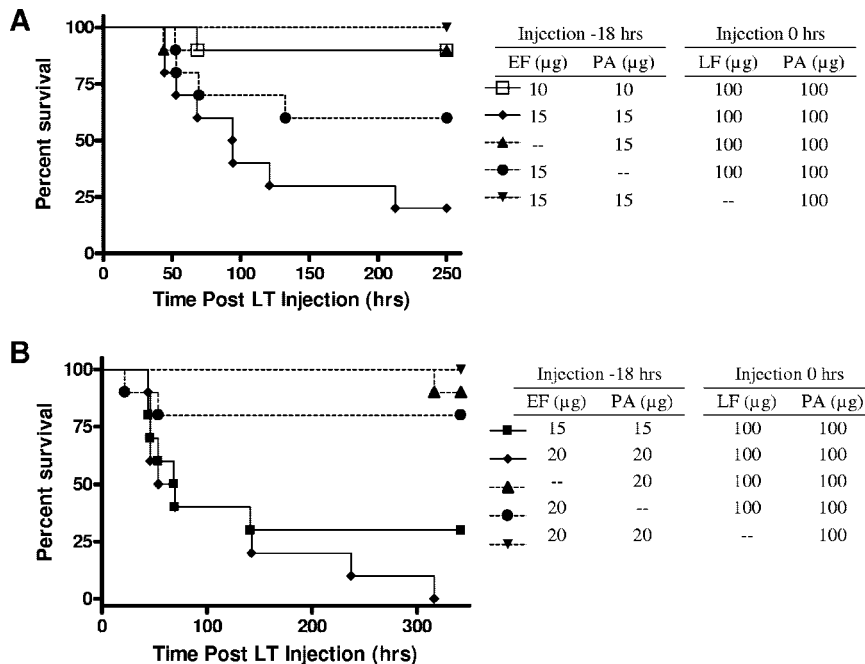 A
Percent survival
100
75
50
25
0
0 50 100 150 200 250
Time Post LT Injection (hrs)
Injection -18 hrs Injection 0 hrs
EF (µg) PA (µg) LF (µg) PA (µg)
10 10 100 100
15 15 100 100
-- 15 100 100
15 -- 100 100
15 15 -- 100
B
Percent survival
100
75
50
25
0
0 100 200 300
Time Post LT Injection (hrs)
Injection -18 hrs Injection 0 hrs
EF (µg) PA (µg) LF (µg) PA (µg)
15 15 100 100
20 20 100 100
-- 20 100 100
20 -- 100 100
20 20 -- 100